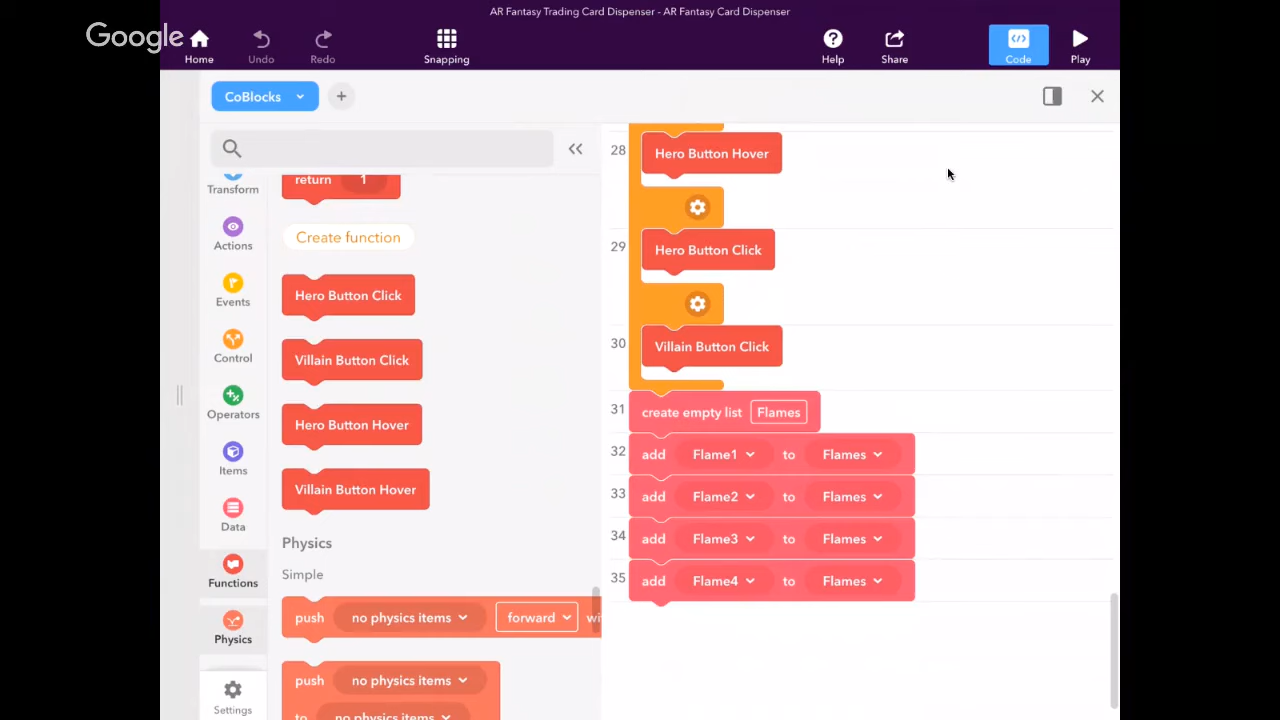 AR Fantasy Trading Card Dispenser - AR Fantasy Card Dispenser
Google
Home
Undo
Redo
Snapping
Help
Share
Code
Play
CoBlocks
Transform
Actions
Events
Control
Operators
Items
Data
Functions
Physics
Settings
return 1
Create function
Hero Button Click
Villain Button Click
Hero Button Hover
Villain Button Hover
Physics
Simple
push no physics items forward wi
push no physics items
to no physics items
28 Hero Button Hover
29 Hero Button Click
30 Villain Button Click
31 create empty list Flames
32 add Flame1 to Flames
33 add Flame2 to Flames
34 add Flame3 to Flames
35 add Flame4 to Flames